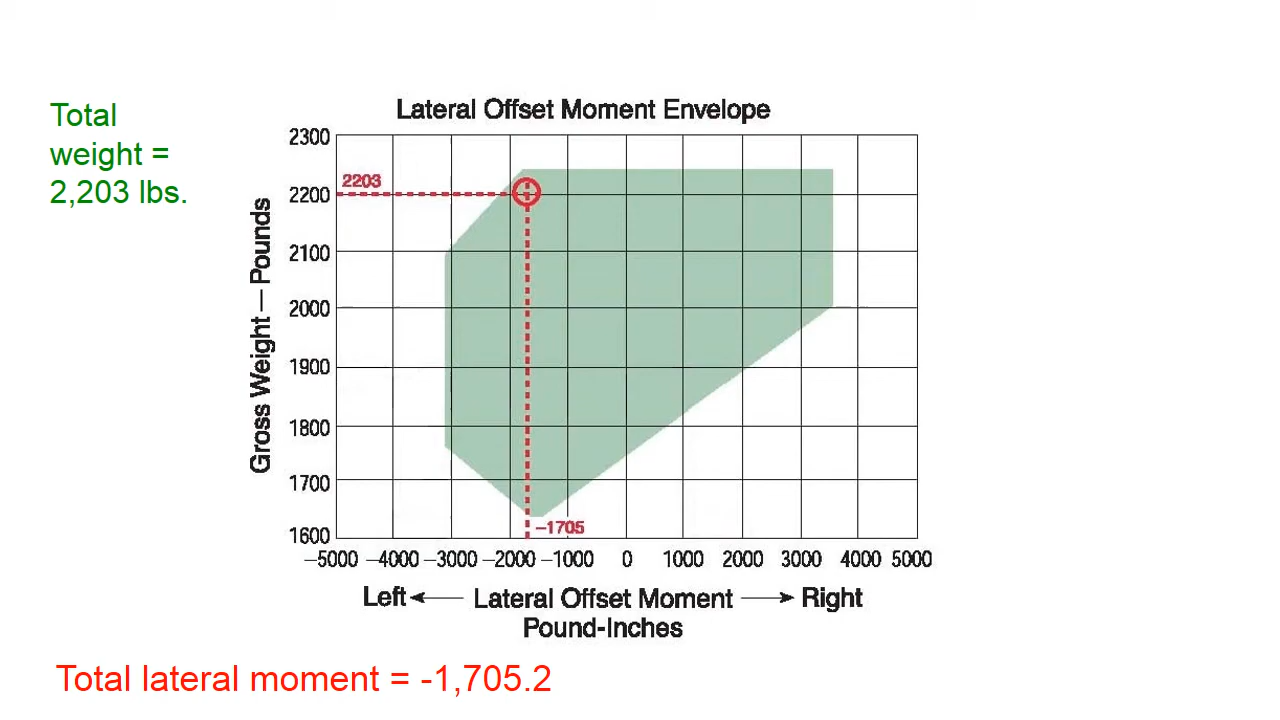 Lateral Offset Moment Envelope
Total
weight =
2,203 lbs.
2300
2203
2200
2100
2000
1900
1800
1700
1600
Gross Weight — Pounds
–1705
–5000 –4000 –3000 –2000 –1000 0 1000 2000 3000 4000 5000
Left Lateral Offset Moment Right
Pound-Inches
Total lateral moment = -1,705.2